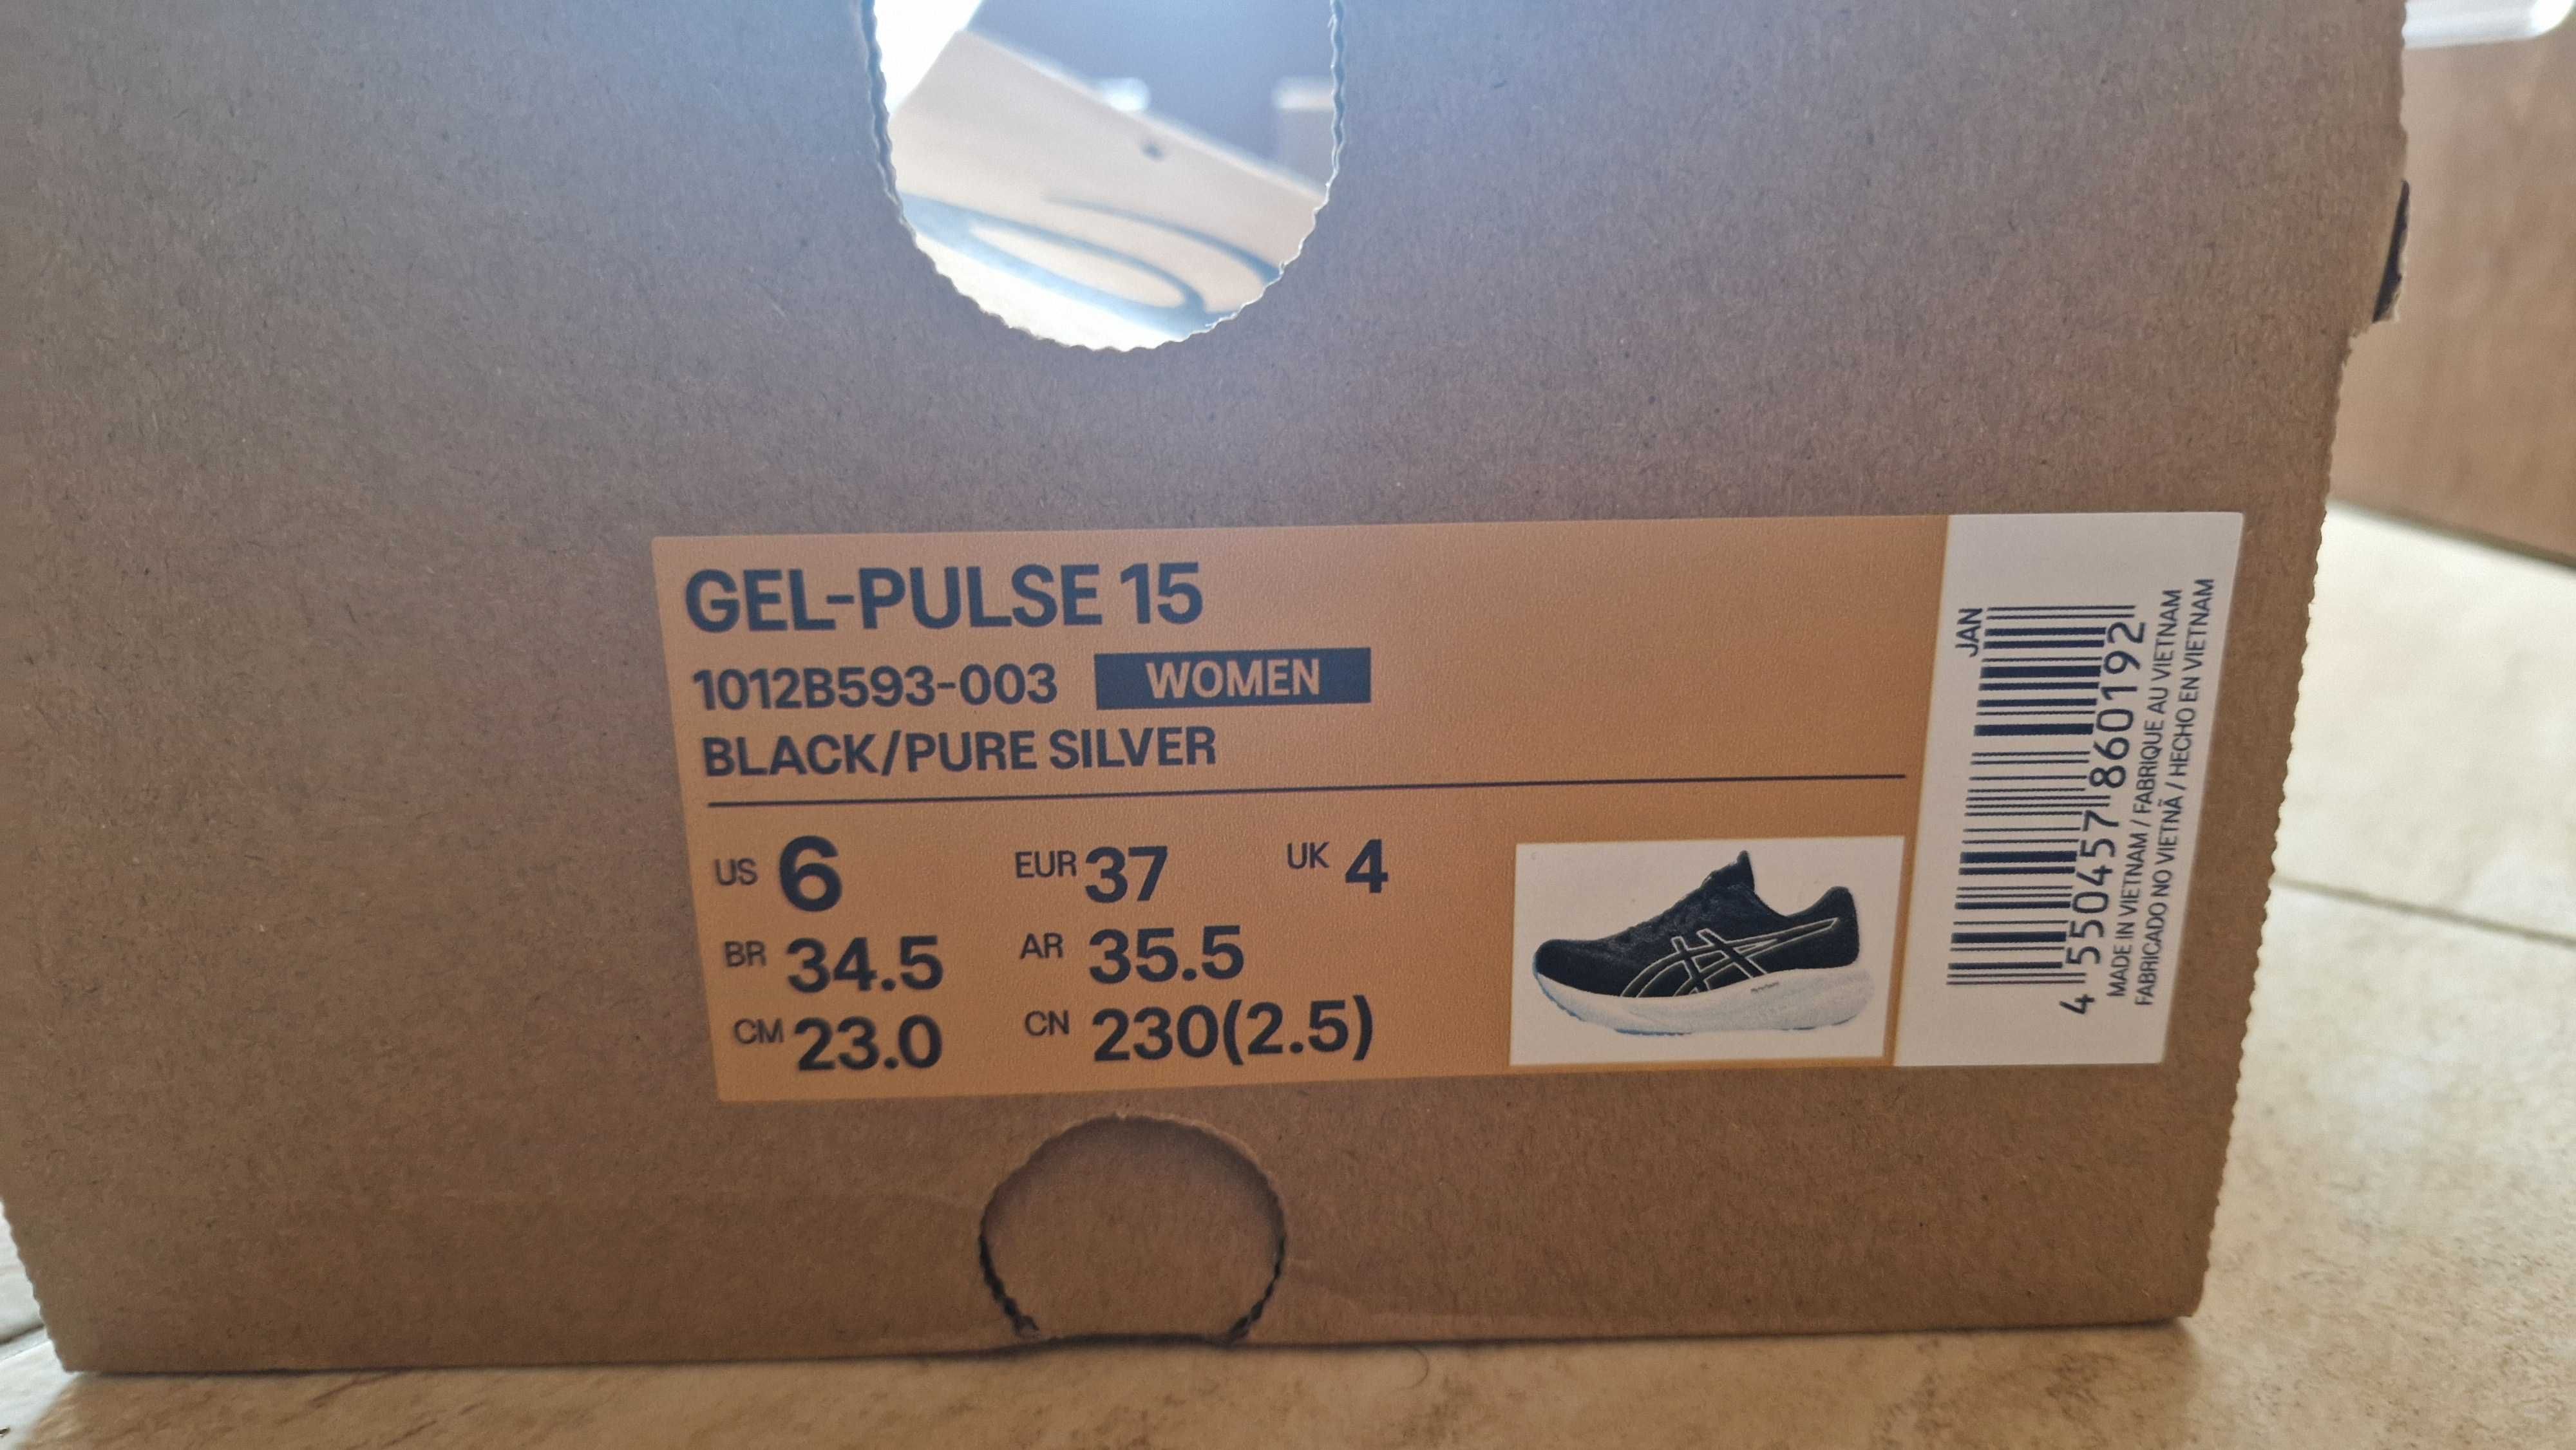 GEL-PULSE 15
1012B593-003 WOMEN
BLACK/PURE SILVER
US 6 EUR 37 UK 4
BR 34.5 AR 35.5
CM 23.0 CN 230(2.5)
JAN
4 550457 860192
MADE IN VIETNAM / FABRIQUE AU VIETNAM
FABRICADO NO VIETNÃ / HECHO EN VIETNAM